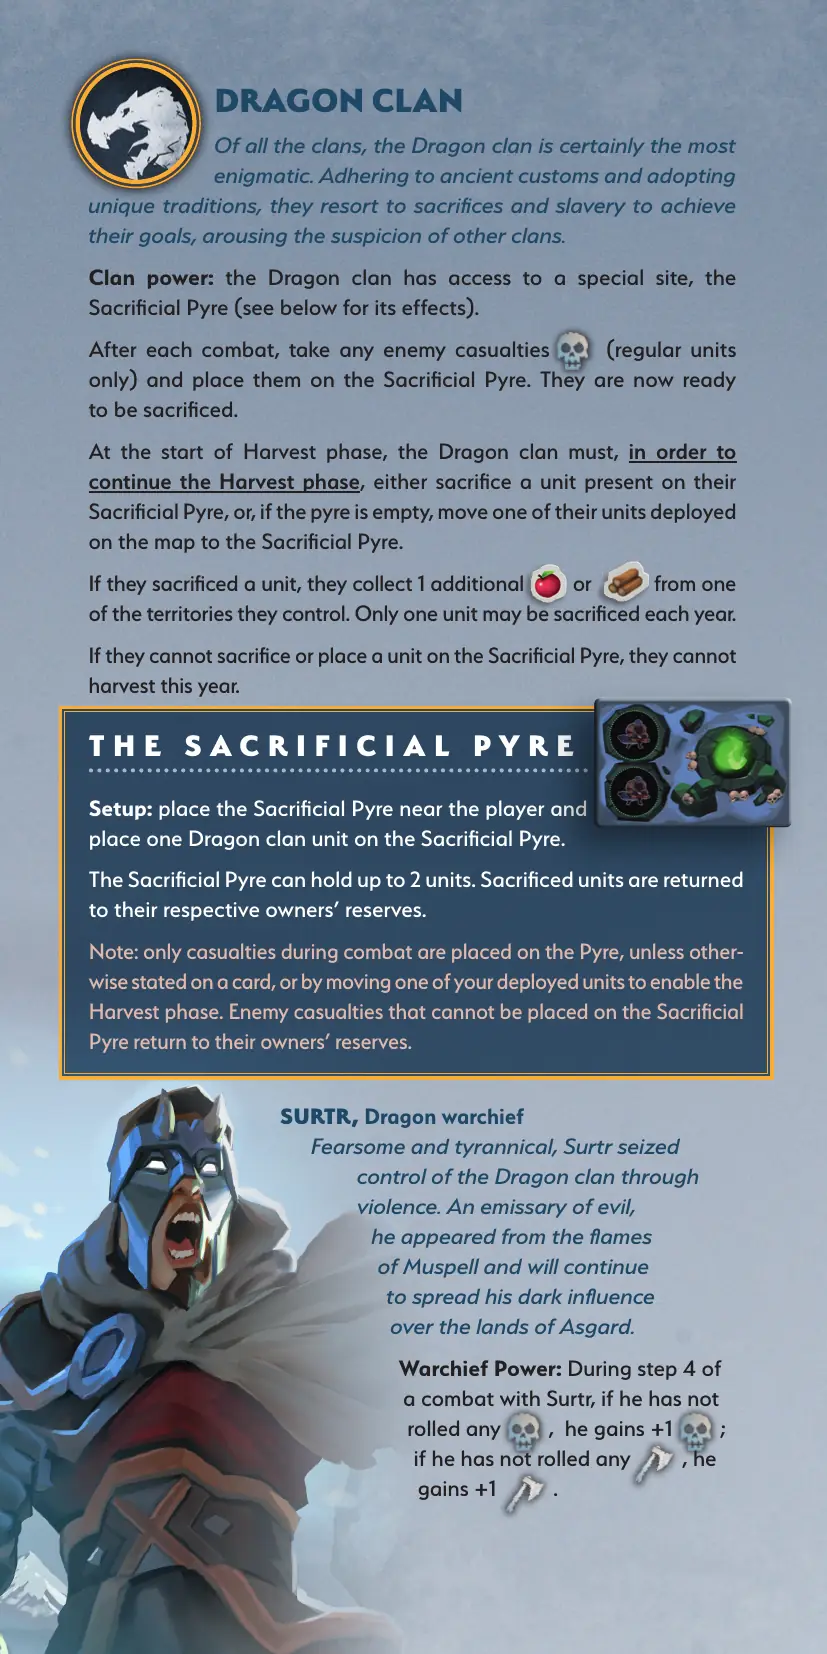 DRAGON CLAN
Of all the clans, the Dragon clan is certainly the most
enigmatic. Adhering to ancient customs and adopting
unique traditions, they resort to sacrifices and slavery to achieve
their goals, arousing the suspicion of other clans.
Clan power: the Dragon clan has access to a special site, the
Sacrificial Pyre (see below for its effects).
After each combat, take any enemy casualties (regular units
only) and place them on the Sacrificial Pyre. They are now ready
to be sacrificed.
At the start of Harvest phase, the Dragon clan must, in order to
continue the Harvest phase, either sacrifice a unit present on their
Sacrificial Pyre, or, if the pyre is empty, move one of their units deployed
on the map to the Sacrificial Pyre.
If they sacrificed a unit, they collect 1 additional or from one
of the territories they control. Only one unit may be sacrificed each year.
If they cannot sacrifice or place a unit on the Sacrificial Pyre, they cannot
harvest this year.
THE SACRIFICIAL PYRE
Setup: place the Sacrificial Pyre near the player and
place one Dragon clan unit on the Sacrificial Pyre.
The Sacrificial Pyre can hold up to 2 units. Sacrificed units are returned
to their respective owners' reserves.
Note: only casualties during combat are placed on the Pyre, unless other-
wise stated on a card, or by moving one of your deployed units to enable the
Harvest phase. Enemy casualties that cannot be placed on the Sacrificial
Pyre return to their owners' reserves.
SURTR, Dragon warchief
Fearsome and tyrannical, Surtr seized
control of the Dragon clan through
violence. An emissary of evil,
he appeared from the flames
of Muspell and will continue
to spread his dark influence
over the lands of Asgard.
Warchief Power: During step 4 of
a combat with Surtr, if he has not
rolled any , he gains +1 ;
if he has not rolled any , he
gains +1 .